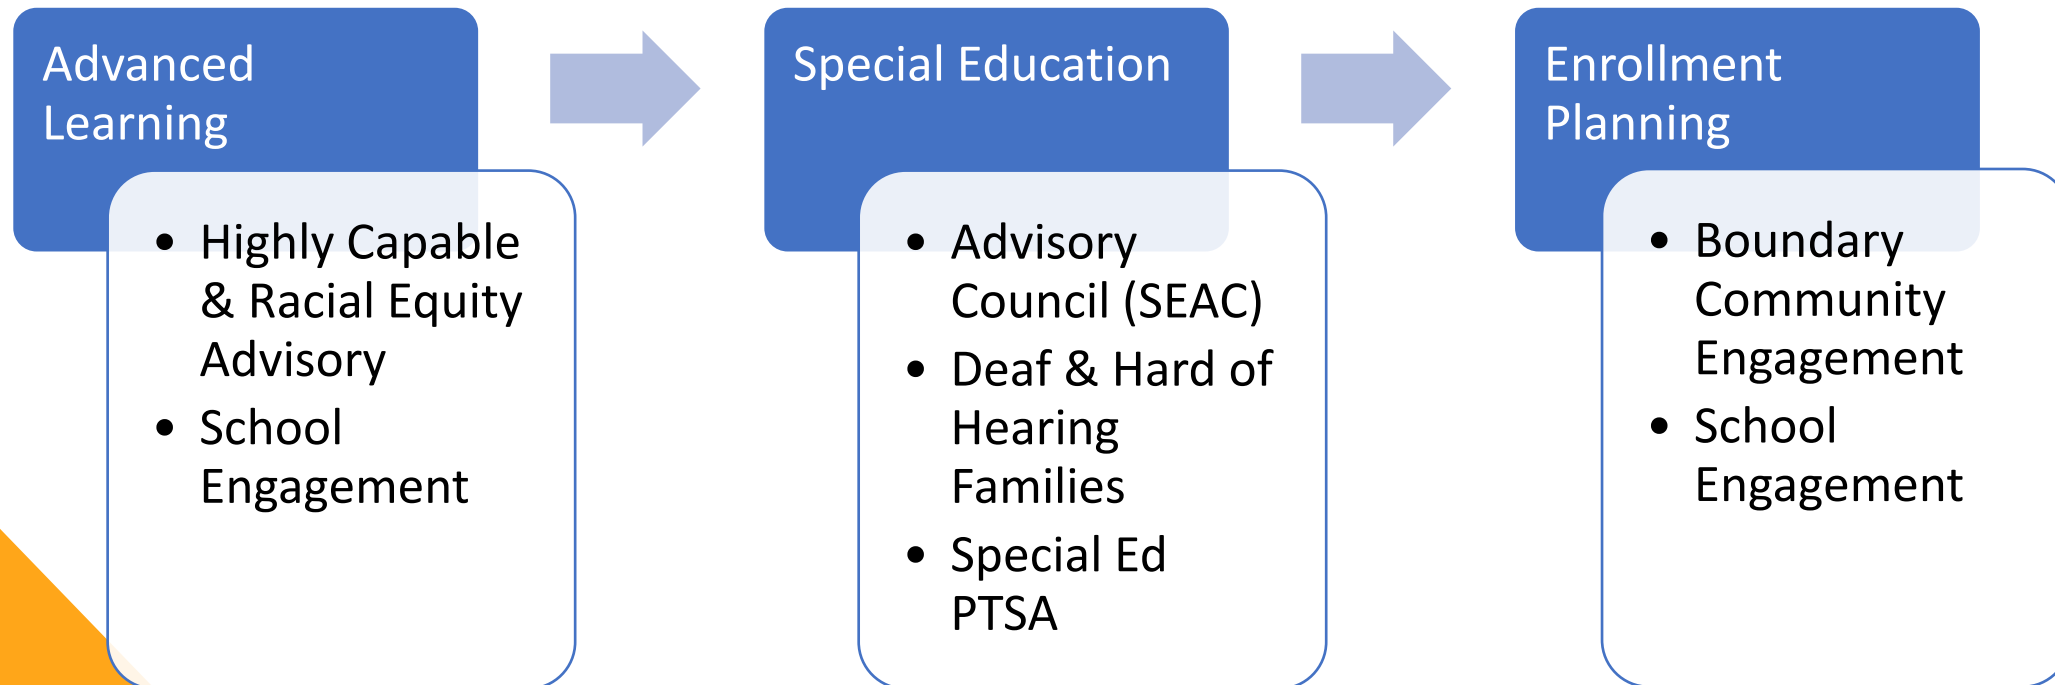 Advanced
Learning
• Highly Capable
& Racial Equity
Advisory
• School
Engagement
Special Education
• Advisory
Council (SEAC)
• Deaf & Hard of
Hearing
Families
• Special Ed
PTSA
Enrollment
Planning
• Boundary
Community
Engagement
• School
Engagement